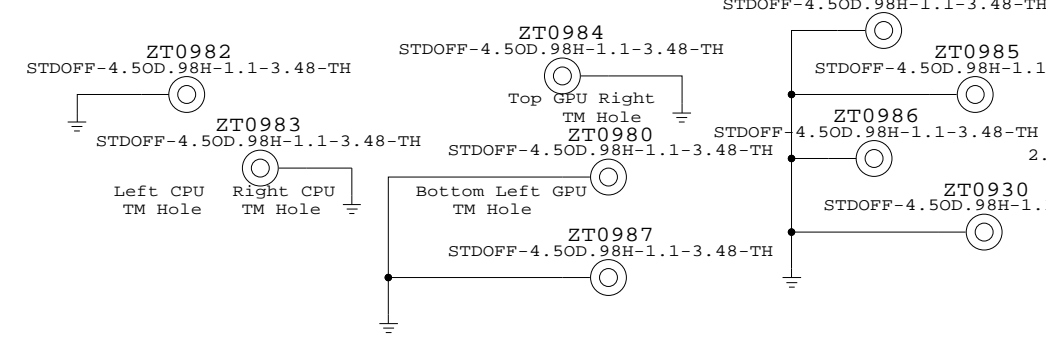 STDOFF-4.5OD.98H-1.1-3.48-TH
ZT0984
STDOFF-4.5OD.98H-1.1-3.48-TH
ZT0982
STDOFF-4.5OD.98H-1.1-3.48-TH
ZT0985
STDOFF-4.5OD.98H-1.1
Top GPU Right
TM Hole
ZT0983
STDOFF-4.5OD.98H-1.1-3.48-TH
ZT0980
STDOFF-4.5OD.98H-1.1-3.48-TH
ZT0986
STDOFF-4.5OD.98H-1.1-3.48-TH
2.
Left CPU
TM Hole
Right CPU
TM Hole
Bottom Left GPU
TM Hole
ZT0930
STDOFF-4.5OD.98H-1.
ZT0987
STDOFF-4.5OD.98H-1.1-3.48-TH